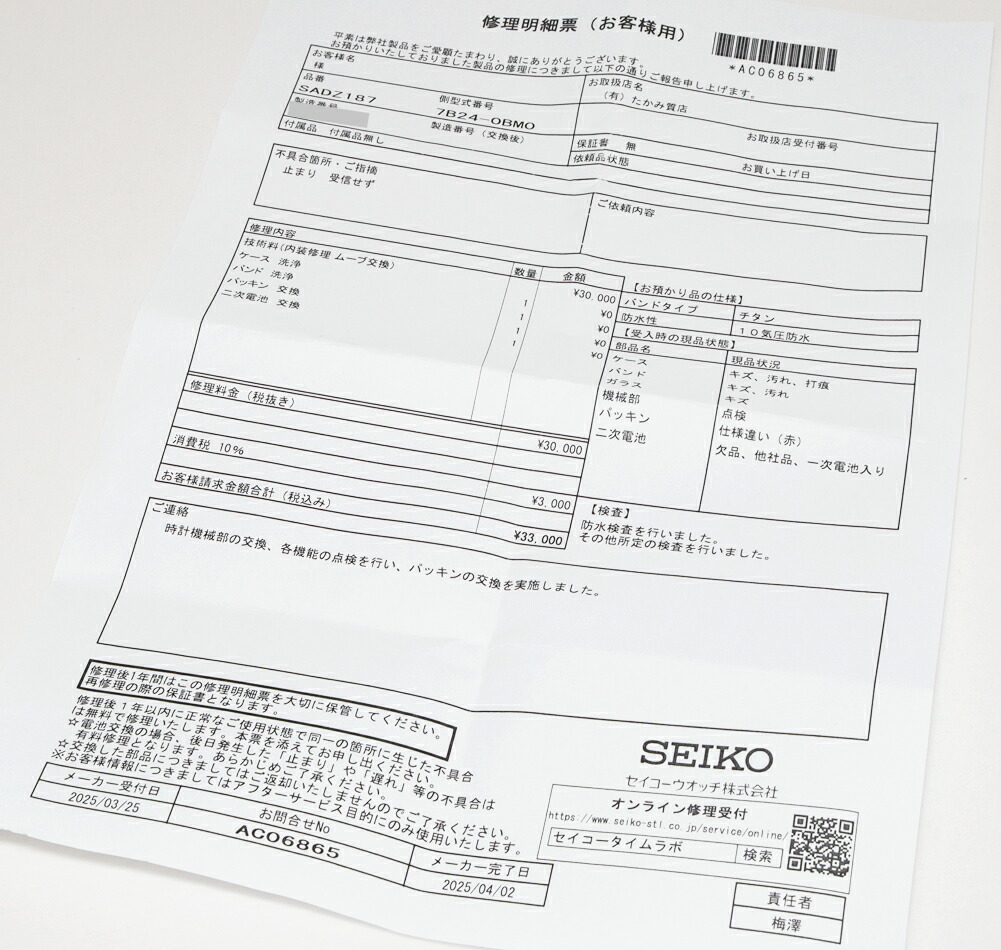 修理明細票（お客様用）
*AC06865*
平素は弊社製品をご愛顧たまわり、誠にありがとうございます。
お預かりいたしておりました製品の修理につきまして以下の通りご報告申し上げます。
お客様名
様
お取扱店名
（有）たかみ質店
品番
SADZ187
側型式番号
7B24-0BM0
製造番号
製造番号（交換後）
お取扱店受付番号
付属品 付属品無し
保証書 無
お買い上げ日
依頼品状態
不具合箇所・ご指摘
止まり 受信せず
ご依頼内容
修理内容
数量
金額
技術料(内装修理 ムーブ交換)
¥30,000
ケース 洗浄
1
¥0
バンド 洗浄
1
¥0
パッキン 交換
1
¥0
二次電池 交換
1
¥0
【お預かり品の仕様】
バンドタイプ
チタン
防水性
１０気圧防水
【受入時の現品状態】
部品名
現品状況
ケース
キズ、汚れ、打痕
バンド
キズ、汚れ
ガラス
キズ
機械部
点検
パッキン
仕様違い（赤）
二次電池
欠品、他社品、一次電池入り
修理料金（税抜き）
¥30,000
消費税 10%
¥3,000
お客様請求金額合計（税込み）
¥33,000
【検査】
防水検査を行いました。
その他所定の検査を行いました。
ご連絡
時計機械部の交換、各機能の点検を行い、パッキンの交換を実施しました。
修理後1年間はこの修理明細票を大切に保管してください。
再修理の際の保証書となります。
修理後１年以内に正常なご使用状態で同一の箇所に生じた不具合
は無料で修理いたします。本票を添えてお申し出ください。
☆電池交換の場合、後日発生した「止まり」や「遅れ」等の不具合は
有料修理となります。あらかじめご了承ください。
☆交換した部品につきましてはご返却いたしませんのでご了承ください。
※お客様情報につきましてはアフターサービス目的にのみ使用いたします。
メーカー受付日
2025/03/25
お問合せNo
AC06865
メーカー完了日
2025/04/02
SEIKO
セイコーウオッチ株式会社
オンライン修理受付
https://www.seiko-stl.co.jp/service/online/
セイコータイムラボ
検索
責任者
梅澤